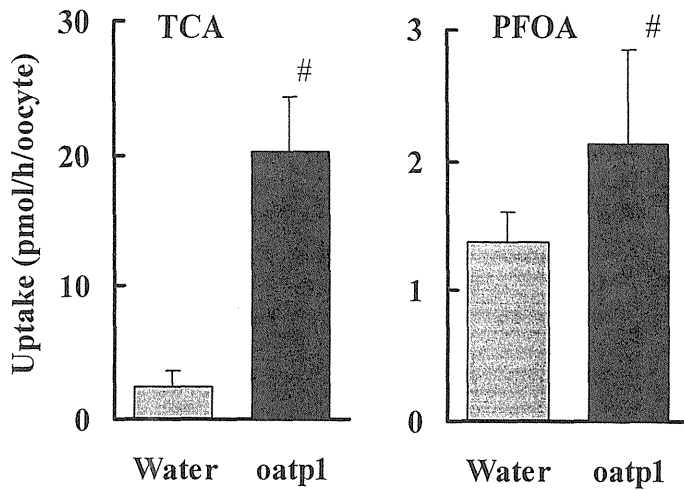 Uptake (pmol/h/oocyte)
TCA
30
20
10
0
#
Water oatp1
PFOA
3
2
1
0
#
Water oatp1